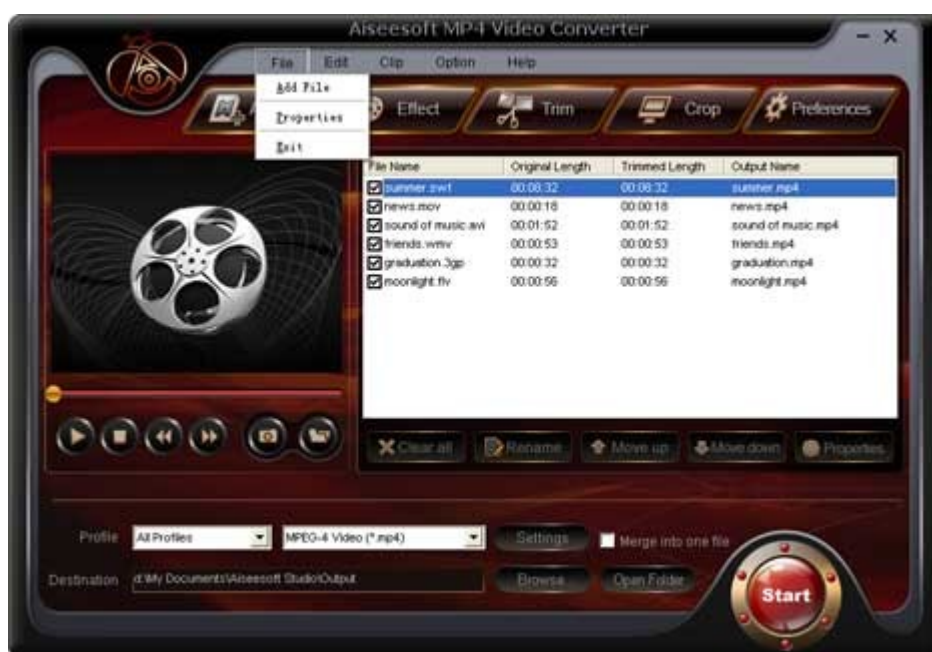 Aiseesoft MP4 Video Converter
File Edit Clip Option Help
Add File
Properties
Exit
Effect Trim Crop Preferences
File Name Original Length Trimmed Length Output Name
summer.swf 00:08:32 00:08:32 summer.mp4
news.mov 00:00:18 00:00:18 news.mp4
sound of music.avi 00:01:52 00:01:52 sound of music.mp4
friends.wmv 00:00:53 00:00:53 friends.mp4
graduation.3gp 00:00:32 00:00:32 graduation.mp4
moonlight.flv 00:00:56 00:00:56 moonlight.mp4
Clear all Rename Move up Move down Properties
Profile All Profiles MPEG-4 Video (*.mp4) Settings Merge into one file
Destination d:\My Documents\Aiseesoft Studio\Output Browse Open Folder
Start